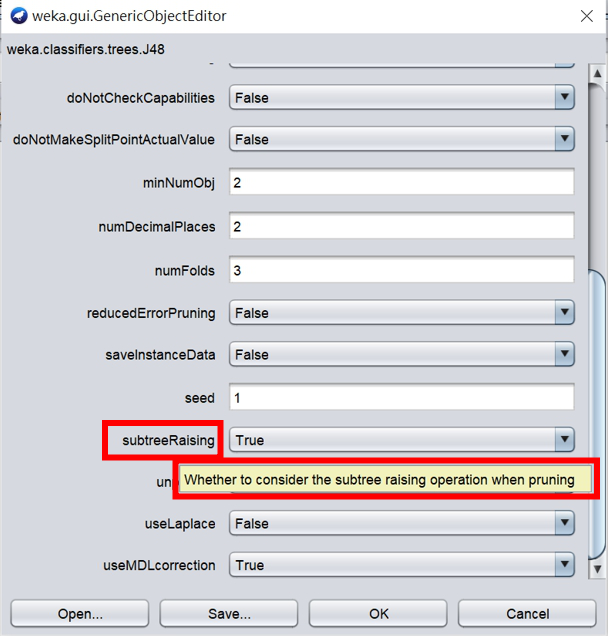 weka.gui.GenericObjectEditor
weka.classifiers.trees.J48
doNotCheckCapabilities False
doNotMakeSplitPointActualValue False
minNumObj 2
numDecimalPlaces 2
numFolds 3
reducedErrorPruning False
saveInstanceData False
seed 1
subtreeRaising True
un
Whether to consider the subtree raising operation when pruning
useLaplace False
useMDLcorrection True
Open... Save... OK Cancel